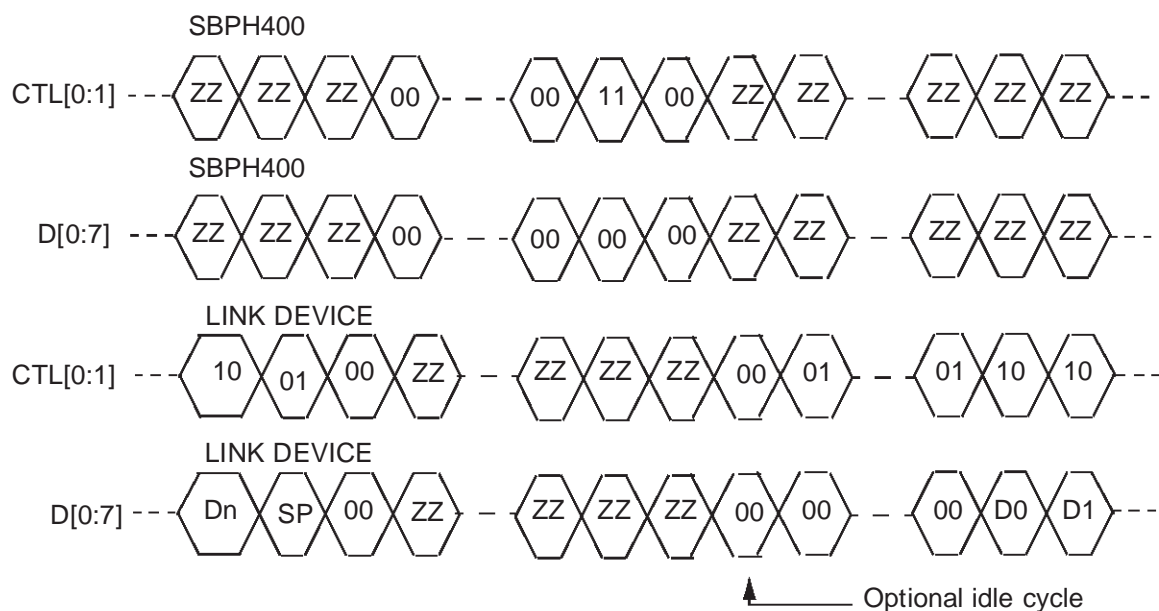 SBPH400
CTL[0:1] ZZ ZZ ZZ 00 00 11 00 ZZ ZZ ZZ ZZ ZZ
SBPH400
D[0:7] ZZ ZZ ZZ 00 00 00 00 ZZ ZZ ZZ ZZ ZZ
LINK DEVICE
CTL[0:1] 10 01 00 ZZ ZZ ZZ ZZ 00 01 01 10 10
LINK DEVICE
D[0:7] Dn SP 00 ZZ ZZ ZZ ZZ 00 00 00 D0 D1
Optional idle cycle